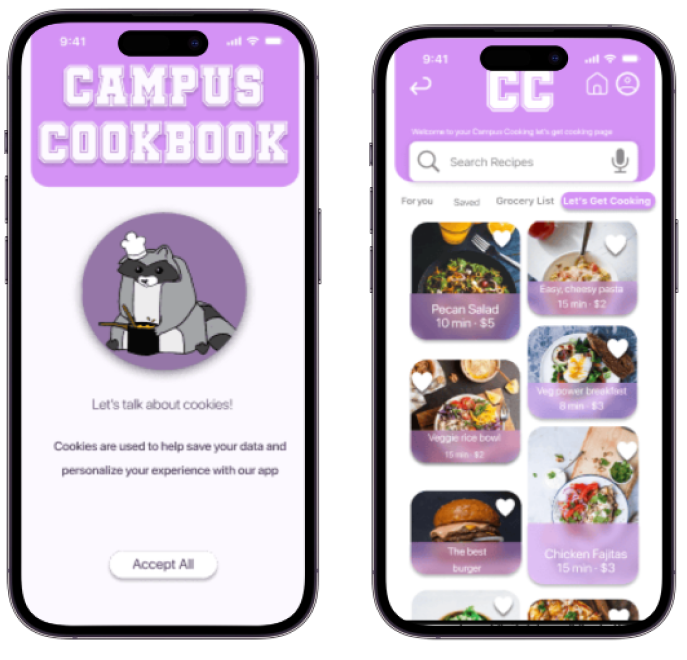 9:41
CAMPUS
COOKBOOK
Let's talk about cookies!
Cookies are used to help save your data and
personalize your experience with our app
Accept All
9:41
CC
Welcome to your Campus Cooking let's get cooking page
Search Recipes
For you Saved Grocery List Let's Get Cooking
Pecan Salad
10 min - $5
Easy, cheesy pasta
15 min - $2
Veg power breakfast
8 min - $3
Veggie rice bowl
15 min - $2
Chicken Fajitas
15 min - $3
The best
burger